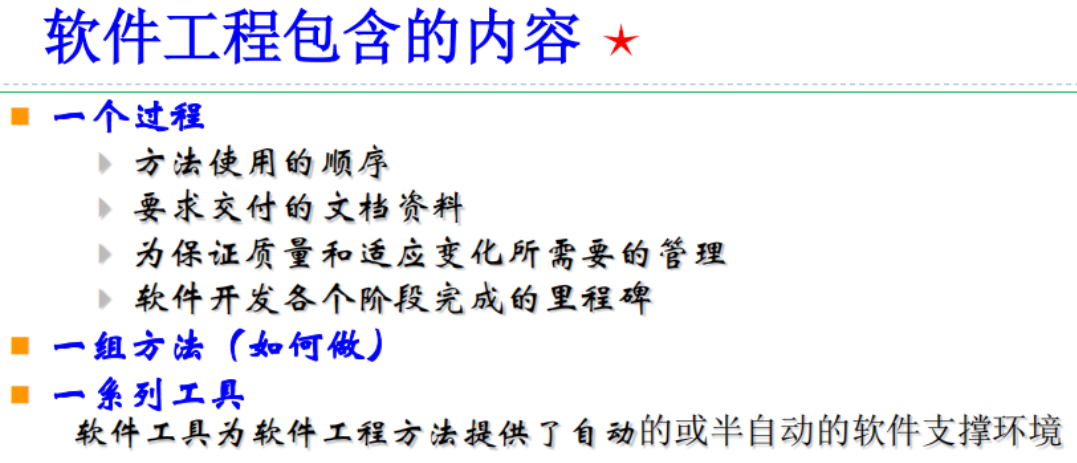 软件工程包含的内容 ★
一个过程
方法使用的顺序
要求交付的文档资料
为保证质量和适应变化所需要的管理
软件开发各个阶段完成的里程碑
一组方法（如何做）
一系列工具
软件工具为软件工程方法提供了自动的或半自动的软件支撑环境